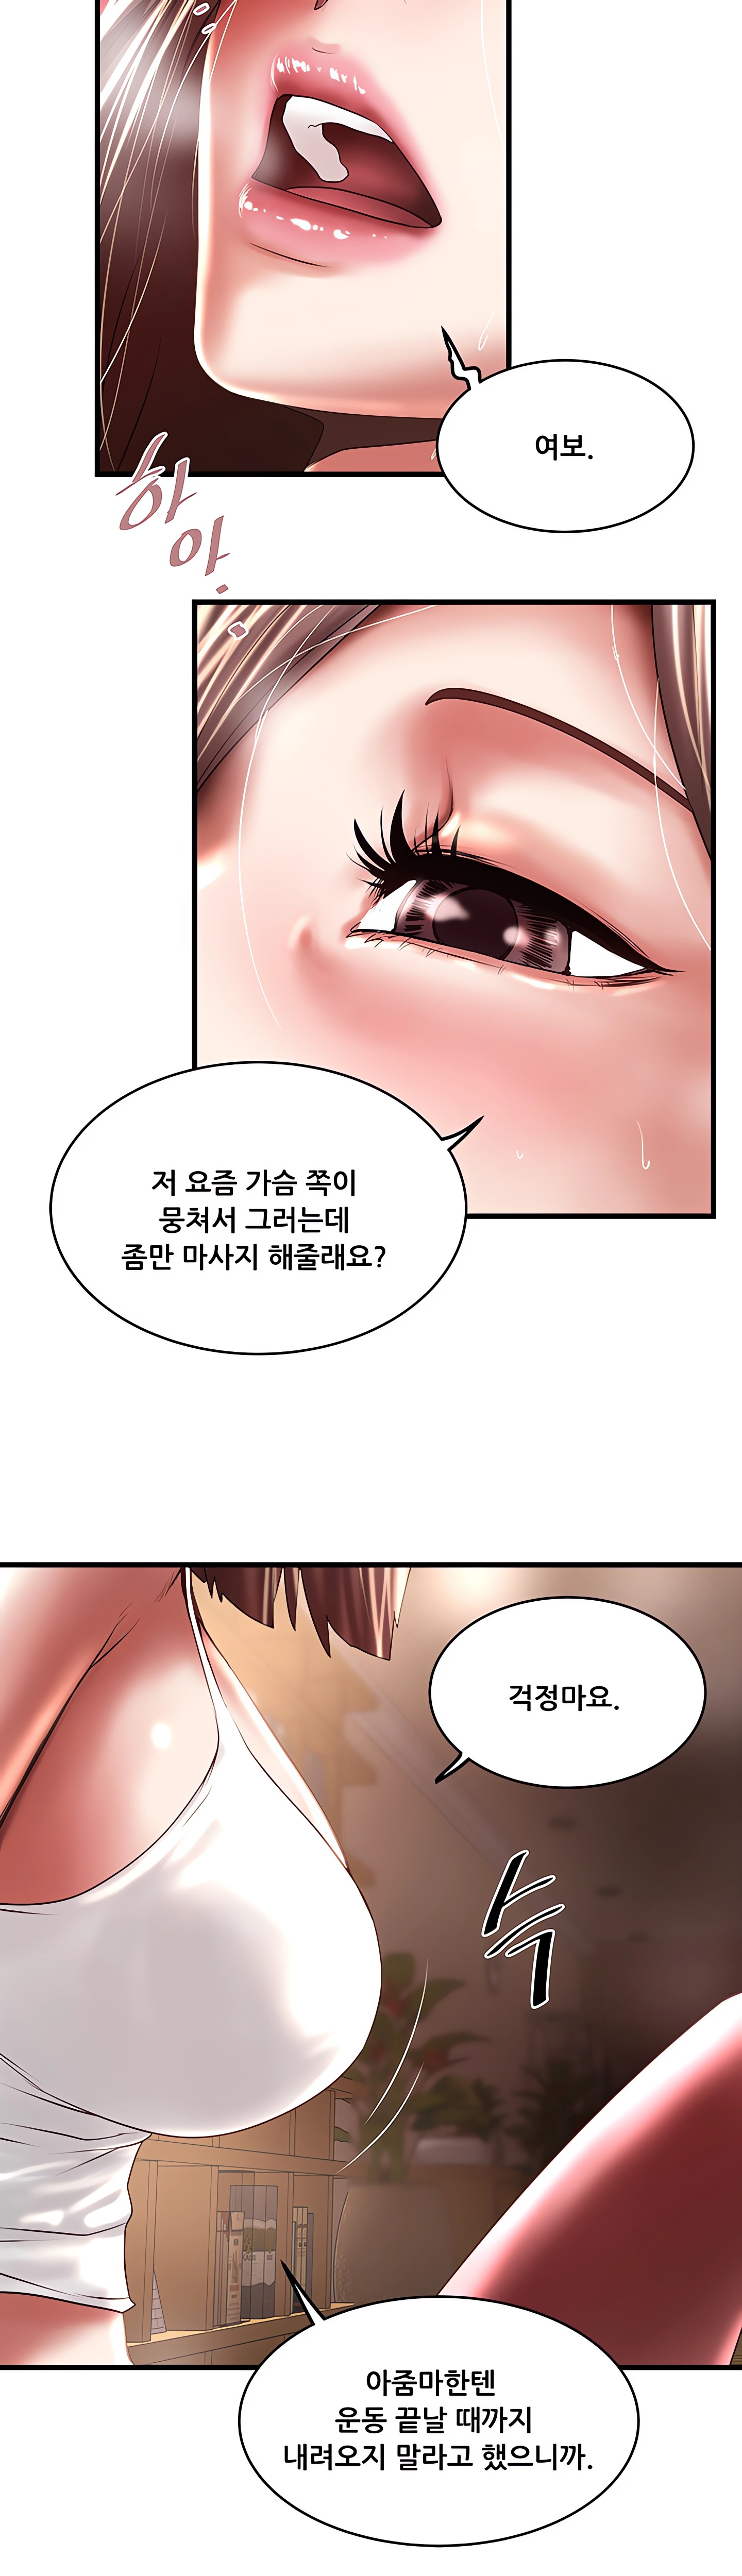 여보.
하
아.
저 요즘 가슴 쪽이
뭉쳐서 그러는데
좀만 마사지 해줄래요?
걱정마요.
슥
아줌마한텐
운동 끝날 때까지
내려오지 말라고 했으니까.